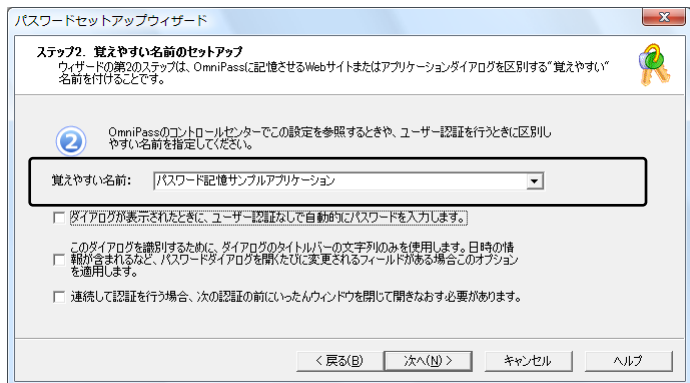 パスワードセットアップウィザード
ステップ2. 覚えやすい名前のセットアップ
ウィザードの第2のステップは、OmniPassに記憶させるWebサイトまたはアプリケーションダイアログを区別する“覚えやすい”
名前を付けることです。
2
OmniPassのコントロールセンターでこの設定を参照するときや、ユーザー認証を行うときに区別し
やすい名前を指定してください。
覚えやすい名前: パスワード記憶サンプルアプリケーション
ダイアログが表示されたときに、ユーザー認証なしで自動的にパスワードを入力します。
このダイアログを識別するために、ダイアログのタイトルバーの文字列のみを使用します。日時の情
報が含まれるなど、パスワードダイアログを開くたびに変更されるフィールドがある場合このオプション
を適用します。
連続して認証を行う場合、次の認証の前にいったんウィンドウを閉じて開きなおす必要があります。
< 戻る(B) 次へ(N) > キャンセル ヘルプ